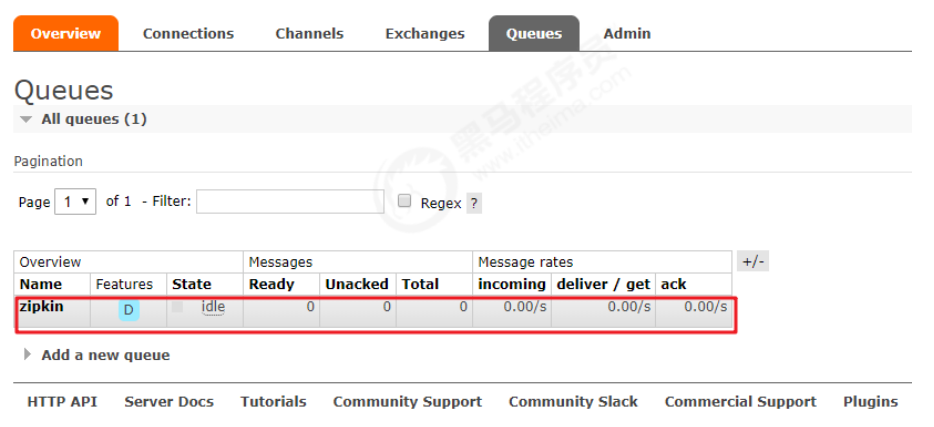 Overview Connections Channels Exchanges Queues Admin
Queues
All queues (1)
黑马程序员
www.itheima.com
Pagination
Page 1 of 1 - Filter: Regex ?
Overview Messages Message rates +/-
Name Features State Ready Unacked Total incoming deliver / get ack
zipkin D idle 0 0 0 0.00/s 0.00/s 0.00/s
Add a new queue
HTTP API Server Docs Tutorials Community Support Community Slack Commercial Support Plugins